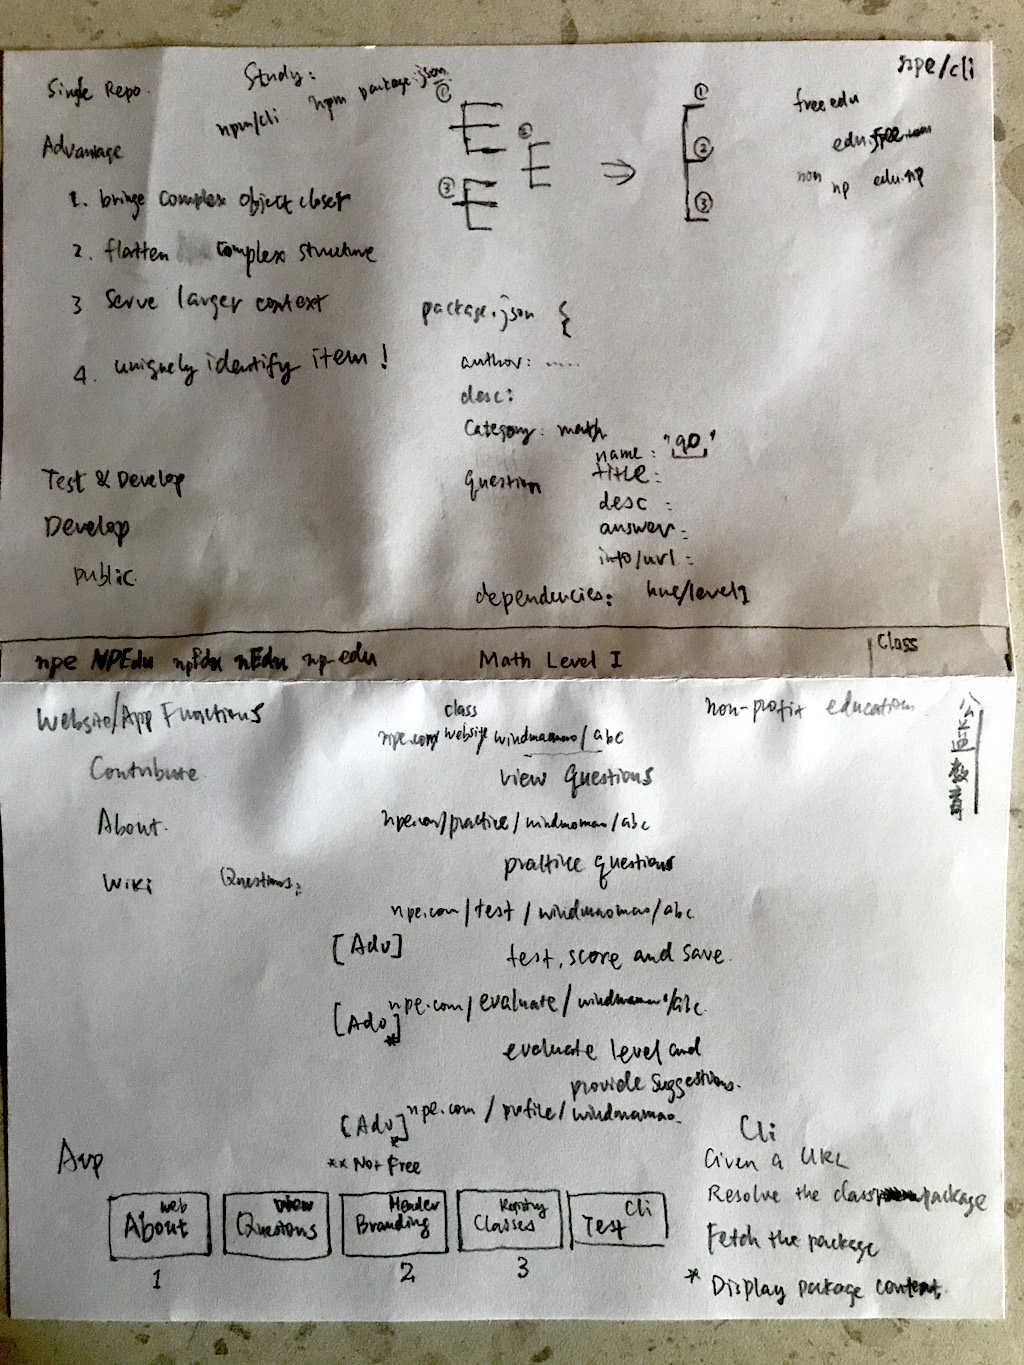 npe/cli
Single Repo.
Study:
npm/cli npm package.json
Advantage
1. bringe complex object closer
2. flatten complex structure
3 Serve larger context
4. uniquely identify item!
① ② ③
⇒
①
②
③
free edu
edu.free.com
non np edu.np
package.json {
author: .....
desc:
Category: math
question
name: "q0"
title:
desc:
answer:
info/url:
dependencies: /level1
Test & Develop
Develop
public
npe NPEdu npEdu nEdu np-edu
Math Level I
Class
Website/App Functions
Contribute
About.
Wiki
Questions:
non-profit education
公益教育
class
npe.com/website/windmaomao/abc
view questions
npe.com/practice/windmaomao/abc
practice questions
npe.com/test/windmaomao/abc
[Adv]
test, score and save.
npe.com/evaluate/windmaomao/abc.
[Adv]*
evaluate level and
provide suggestions.
npe.com/profile/windmaomao
[Adv]*
** Not Free
App
web
About
1
view
Questions
Header
Branding
2
Registry
Classes
3
Cli
Test
Cli
Given a URL
Resolve the class package
Fetch the package
* Display package content.